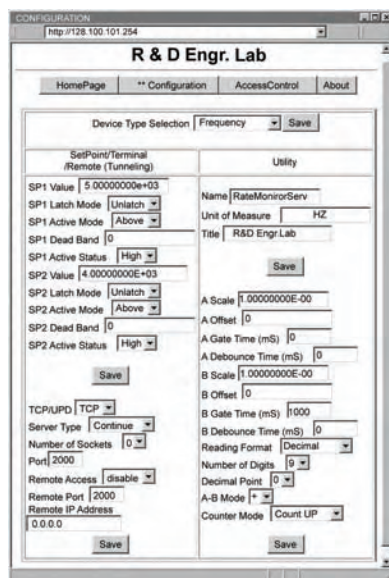 CONFIGURATION
http://128.100.101.254
R & D Engr. Lab
HomePage ** Configuration AccessControl About
Device Type Selection Frequency Save
SetPoint/Terminal
/Remote (Tunneling)
SP1 Value 5.00000000e+03
SP1 Latch Mode Unlatch
SP1 Active Mode Above
SP1 Dead Band 0
SP1 Active Status High
SP2 Value 4.00000000E+03
SP2 Latch Mode Unlatch
SP2 Active Mode Above
SP2 Dead Band 0
SP2 Active Status High
Save
TCP/UPD TCP
Server Type Continue
Number of Sockets 0
Port 2000
Remote Access disable
Remote Port 2000
Remote IP Address
0.0.0.0
Save
Utility
Name RateMonirorServ
Unit of Measure HZ
Title R&D Engr.Lab
Save
A Scale 1.00000000E-00
A Offset 0
A Gate Time (mS) 0
A Debounce Time (mS) 0
B Scale 1.00000000E-00
B Offset 0
B Gate Time (mS) 1000
B Debounce Time (mS) 0
Reading Format Decimal
Number of Digits 9
Decimal Point 0
A-B Mode +
Counter Mode Count UP
Save